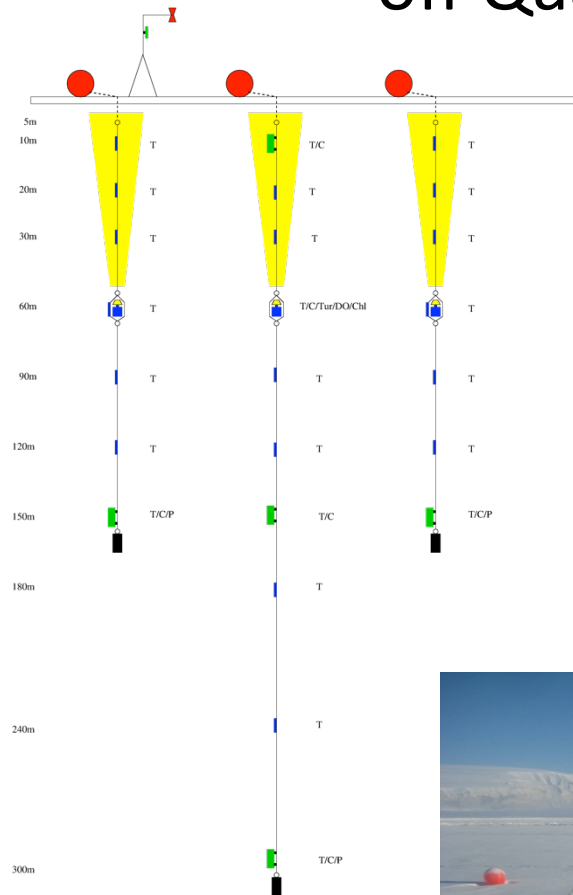 5m
10m T T/C T
20m T T T
30m T T T
60m T T/C/Tur/DO/Chl T
90m T T T
120m T T T
150m T/C/P T/C T/C/P
180m T
240m T
300m T/C/P